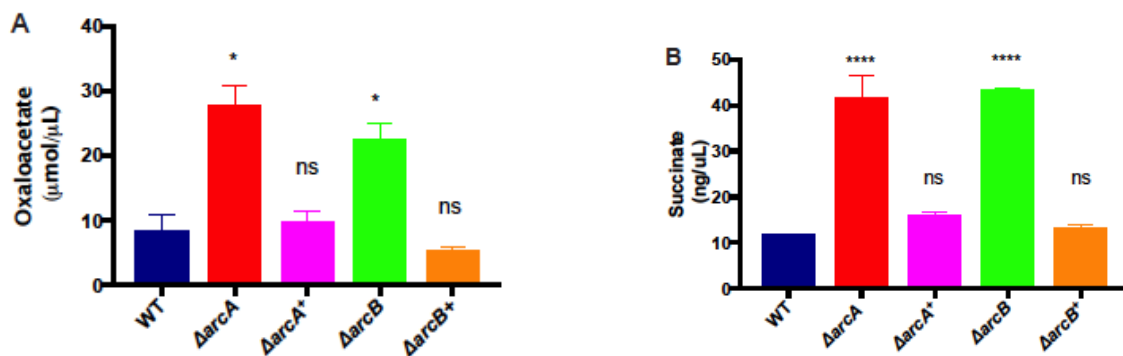 A
Oxaloacetate
(μmol/μL)
40
30
20
10
0
*
ns
*
ns
WT
ΔarcA
ΔarcA⁺
ΔarcB
ΔarcB+
B
Succinate
(ng/uL)
50
40
30
20
10
0
****
ns
****
ns
WT
ΔarcA
ΔarcA⁺
ΔarcB
ΔarcB⁺